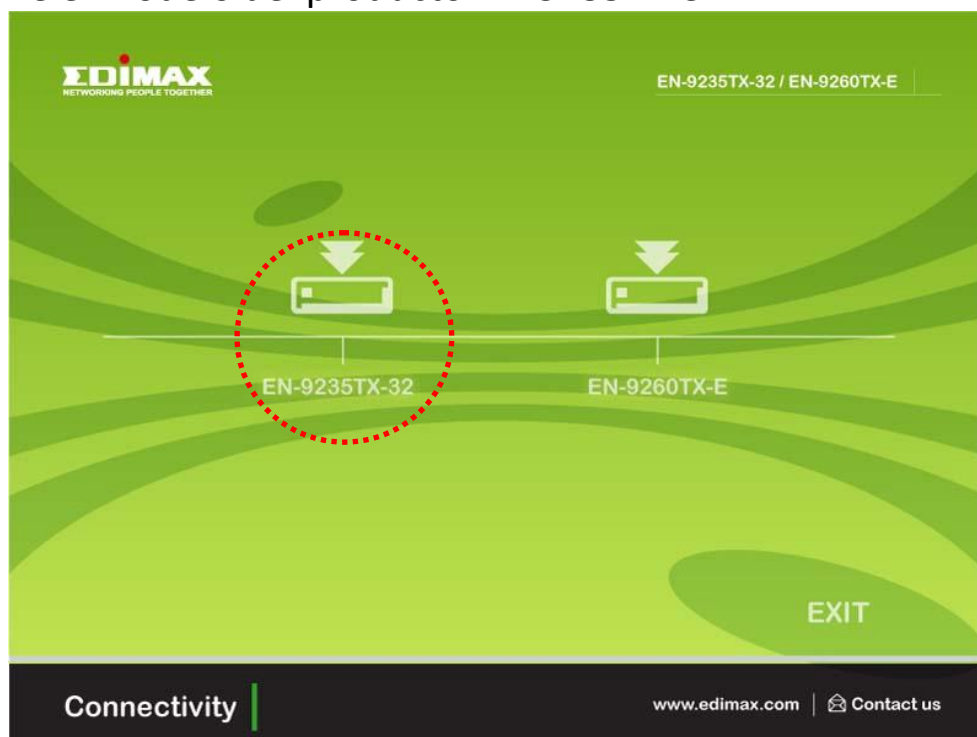 EDIMAX
NETWORKING PEOPLE TOGETHER
EN-9235TX-32 / EN-9260TX-E
EN-9235TX-32
EN-9260TX-E
EXIT
Connectivity
www.edimax.com
Contact us